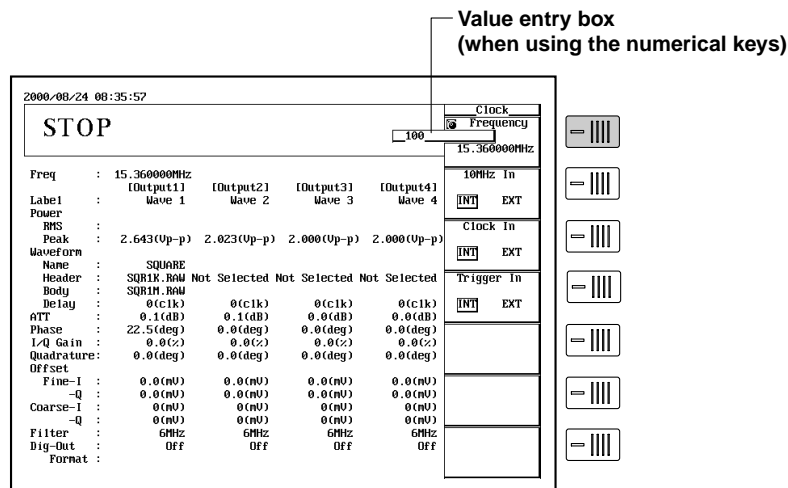 Value entry box
(when using the numerical keys)
2000/08/24 08:35:57
STOP
100
Clock
Frequency
15.360000MHz
Freq : 15.360000MHz
[Output1] [Output2] [Output3] [Output4]
Label : Wave 1 Wave 2 Wave 3 Wave 4
Power
RMS :
Peak : 2.643(Vp-p) 2.023(Vp-p) 2.000(Vp-p) 2.000(Vp-p)
Waveform
Name : SQUARE
Header : SQR1K.RAW Not Selected Not Selected Not Selected
Body : SQR1M.RAW
Delay : 0(clk) 0(clk) 0(clk) 0(clk)
ATT : 0.1(dB) 0.1(dB) 0.0(dB) 0.0(dB)
Phase : 22.5(deg) 0.0(deg) 0.0(deg) 0.0(deg)
I/Q Gain : 0.0(%) 0.0(%) 0.0(%) 0.0(%)
Quadrature: 0.0(deg) 0.0(deg) 0.0(deg) 0.0(deg)
Offset
Fine-I : 0.0(mV) 0.0(mV) 0.0(mV) 0.0(mV)
-Q : 0.0(mV) 0.0(mV) 0.0(mV) 0.0(mV)
Coarse-I : 0(mV) 0(mV) 0(mV) 0(mV)
-Q : 0(mV) 0(mV) 0(mV) 0(mV)
Filter : 6MHz 6MHz 6MHz 6MHz
Dig-Out : Off Off Off Off
Format :
10MHz In
INT EXT
Clock In
INT EXT
Trigger In
INT EXT